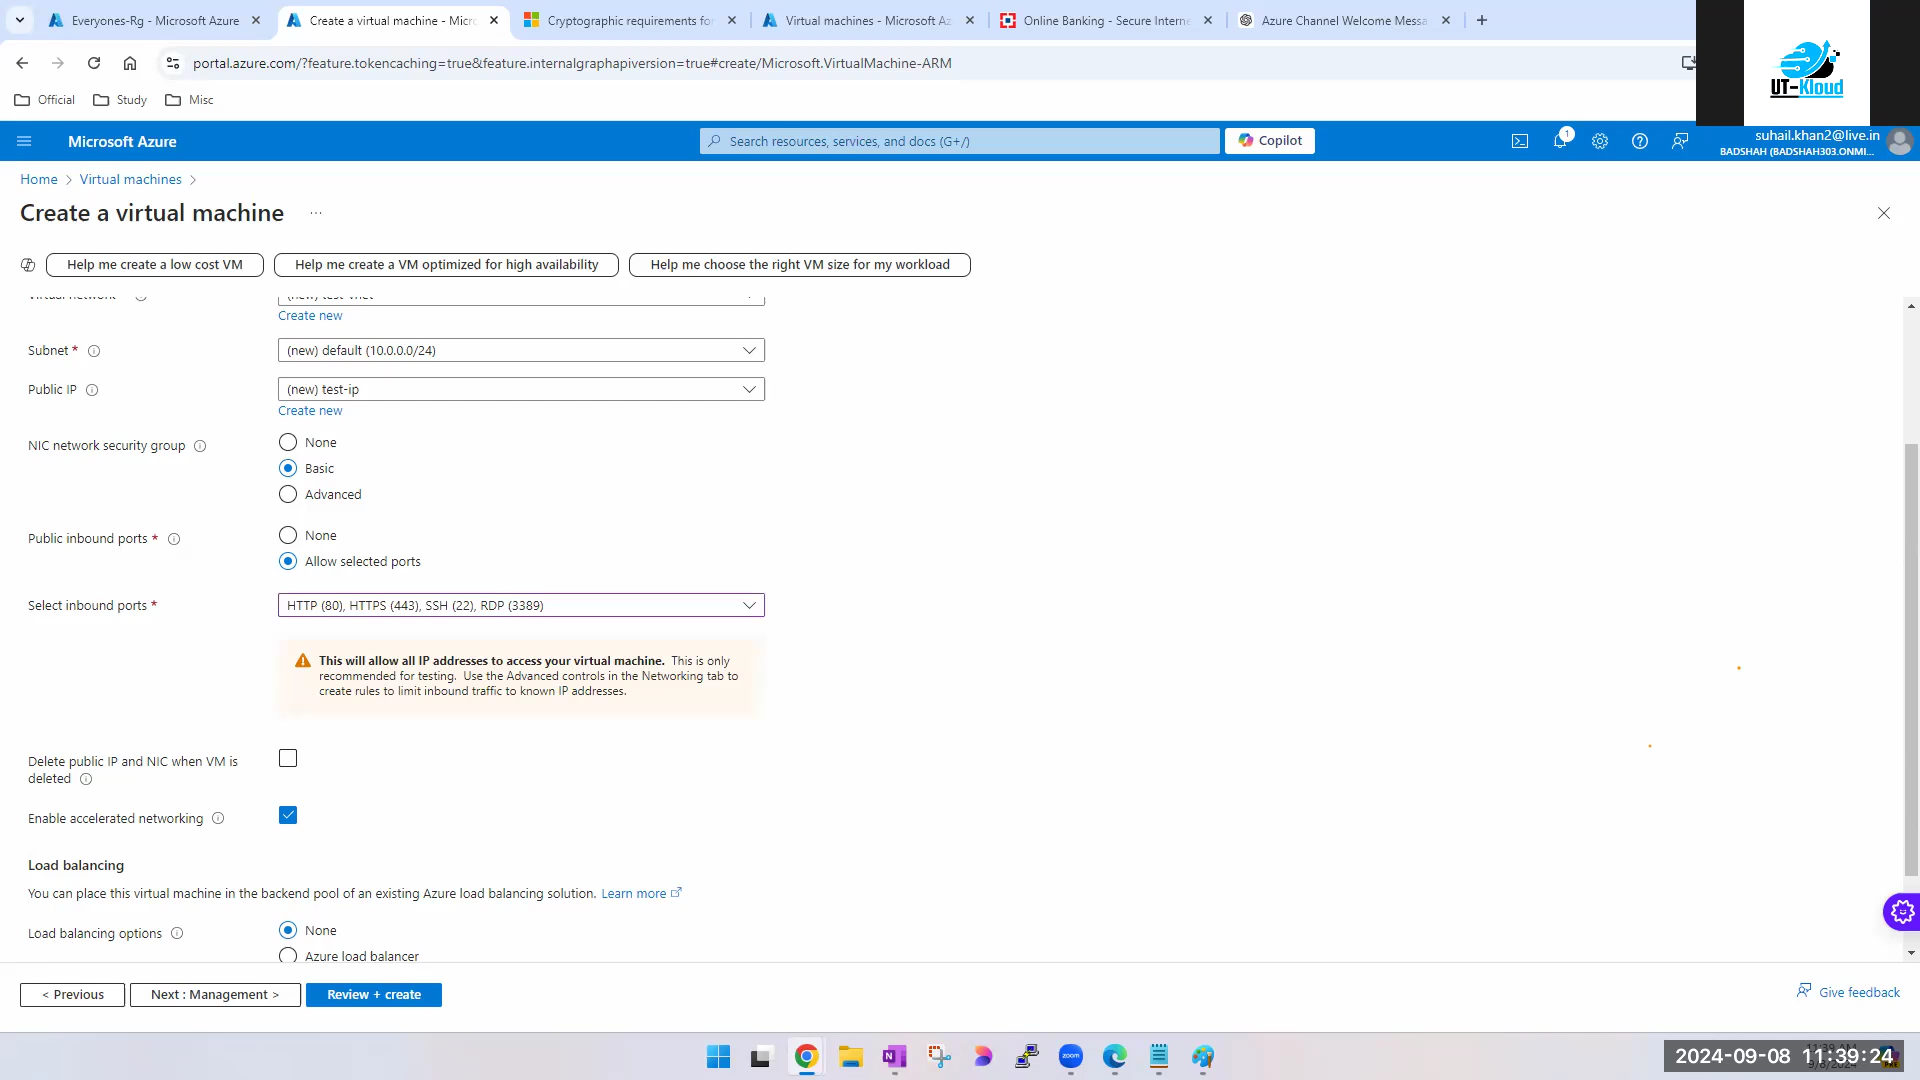 Everyones-Rg - Microsoft Azure
Create a virtual machine - Micro
Cryptographic requirements for
Virtual machines - Microsoft Az
Online Banking - Secure Interne
Azure Channel Welcome Messa
portal.azure.com/?feature.tokencaching=true&feature.internalgraphapiversion=true#create/Microsoft.VirtualMachine-ARM
Official
Study
Misc
UT-Kloud
Microsoft Azure
Search resources, services, and docs (G+/)
Copilot
1
suhail.khan2@live.in
BADSHAH (BADSHAH303.ONMI...
Home > Virtual machines >
Create a virtual machine ...
Help me create a low cost VM
Help me create a VM optimized for high availability
Help me choose the right VM size for my workload
Virtual network
(new) test-vnet
Create new
Subnet *
(new) default (10.0.0.0/24)
Public IP
(new) test-ip
Create new
NIC network security group
None
Basic
Advanced
Public inbound ports *
None
Allow selected ports
Select inbound ports *
HTTP (80), HTTPS (443), SSH (22), RDP (3389)
This will allow all IP addresses to access your virtual machine. This is only
recommended for testing. Use the Advanced controls in the Networking tab to
create rules to limit inbound traffic to known IP addresses.
Delete public IP and NIC when VM is
deleted
Enable accelerated networking
Load balancing
You can place this virtual machine in the backend pool of an existing Azure load balancing solution. Learn more
Load balancing options
None
Azure load balancer
< Previous
Next : Management >
Review + create
Give feedback
zoom
2024-09-08 11:39:24